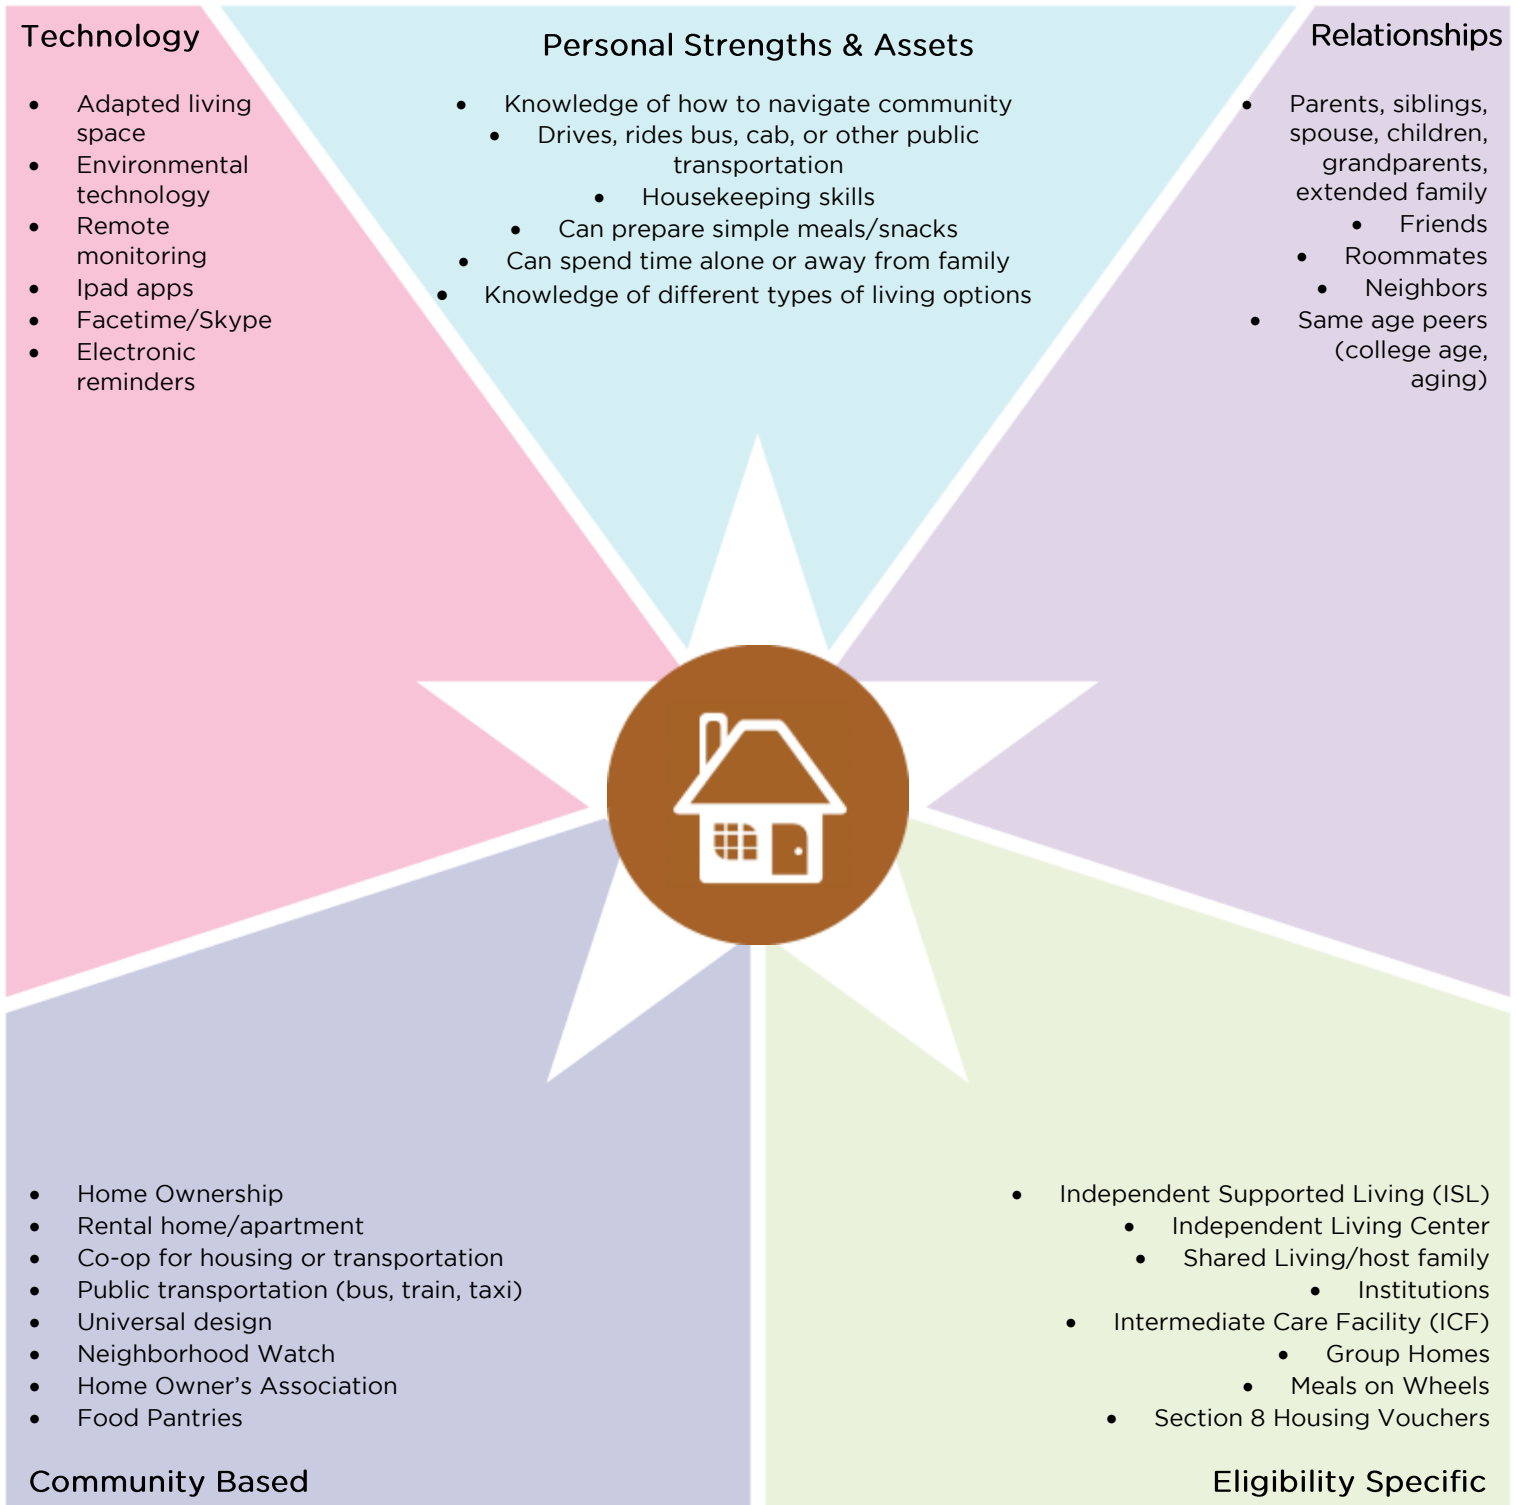 Technology
• Adapted living
space
• Environmental
technology
• Remote
monitoring
• Ipad apps
• Facetime/Skype
• Electronic
reminders
Personal Strengths & Assets
• Knowledge of how to navigate community
• Drives, rides bus, cab, or other public
transportation
• Housekeeping skills
• Can prepare simple meals/snacks
• Can spend time alone or away from family
• Knowledge of different types of living options
Relationships
• Parents, siblings,
spouse, children,
grandparents,
extended family
• Friends
• Roommates
• Neighbors
• Same age peers
(college age,
aging)
• Home Ownership
• Rental home/apartment
• Co-op for housing or transportation
• Public transportation (bus, train, taxi)
• Universal design
• Neighborhood Watch
• Home Owner’s Association
• Food Pantries
Community Based
• Independent Supported Living (ISL)
• Independent Living Center
• Shared Living/host family
• Institutions
• Intermediate Care Facility (ICF)
• Group Homes
• Meals on Wheels
• Section 8 Housing Vouchers
Eligibility Specific